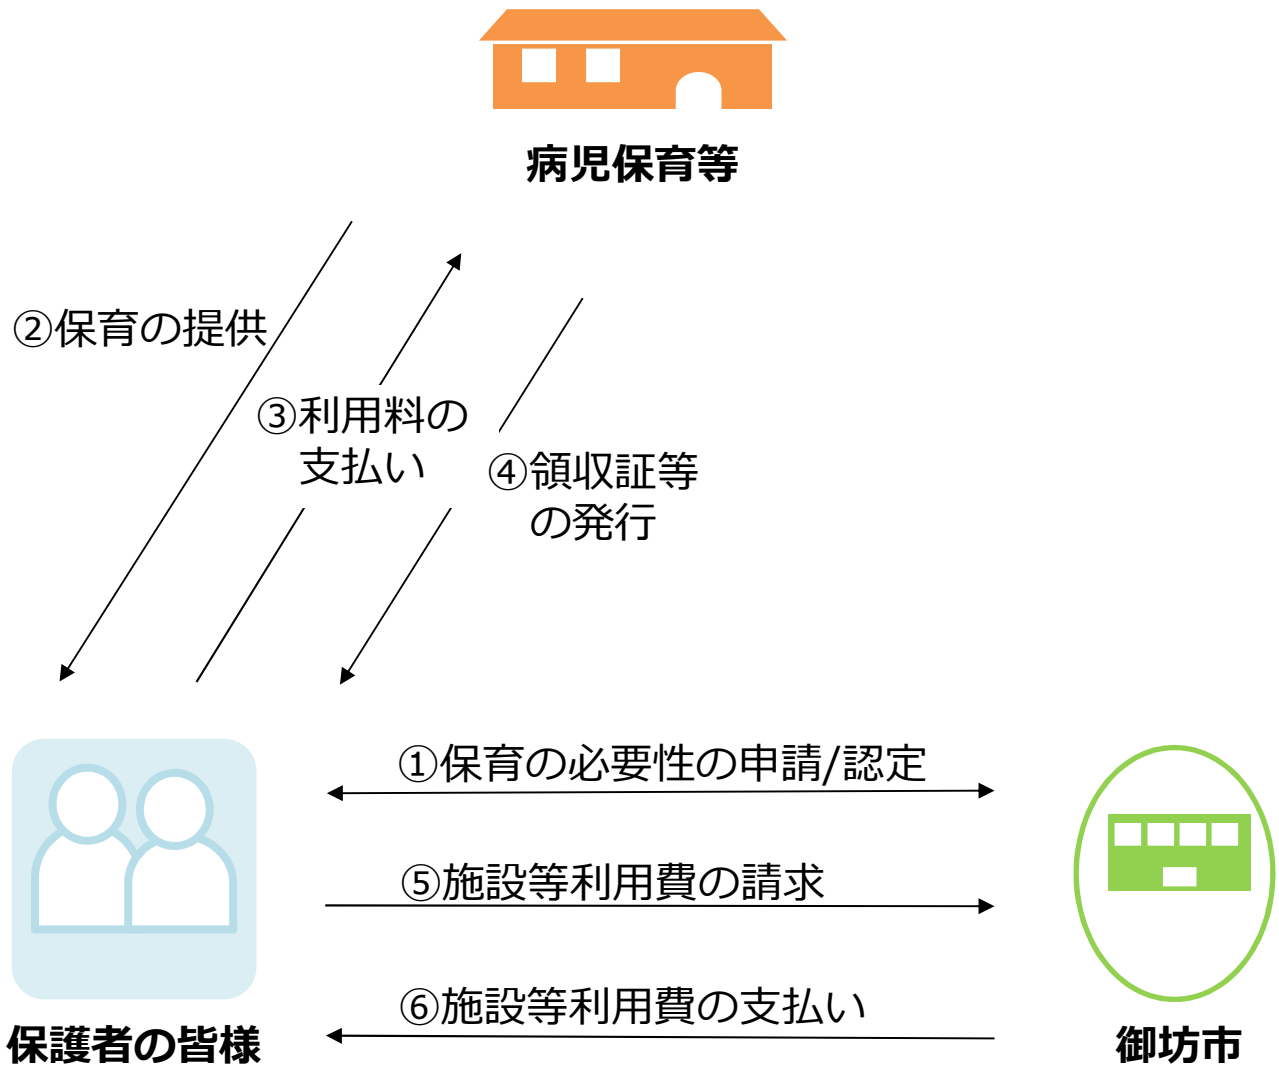 病児保育等
②保育の提供
③利用料の
支払い
④領収証等
の発行
①保育の必要性の申請/認定
⑤施設等利用費の請求
⑥施設等利用費の支払い
保護者の皆様
御坊市